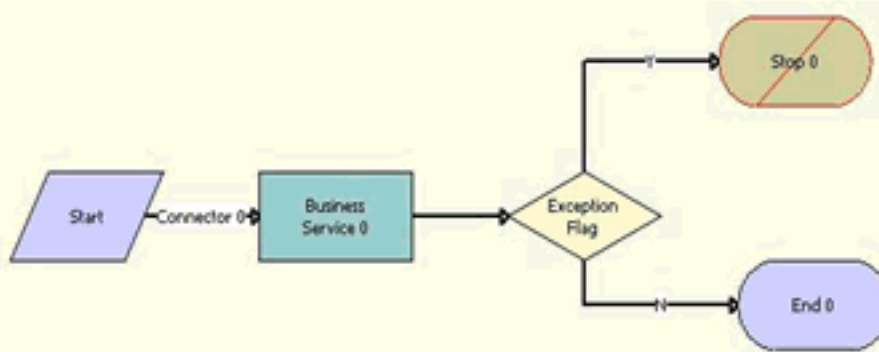 Y
Stop 0
Start
Connector 0
Business
Service 0
Exception
Flag
N
End 0